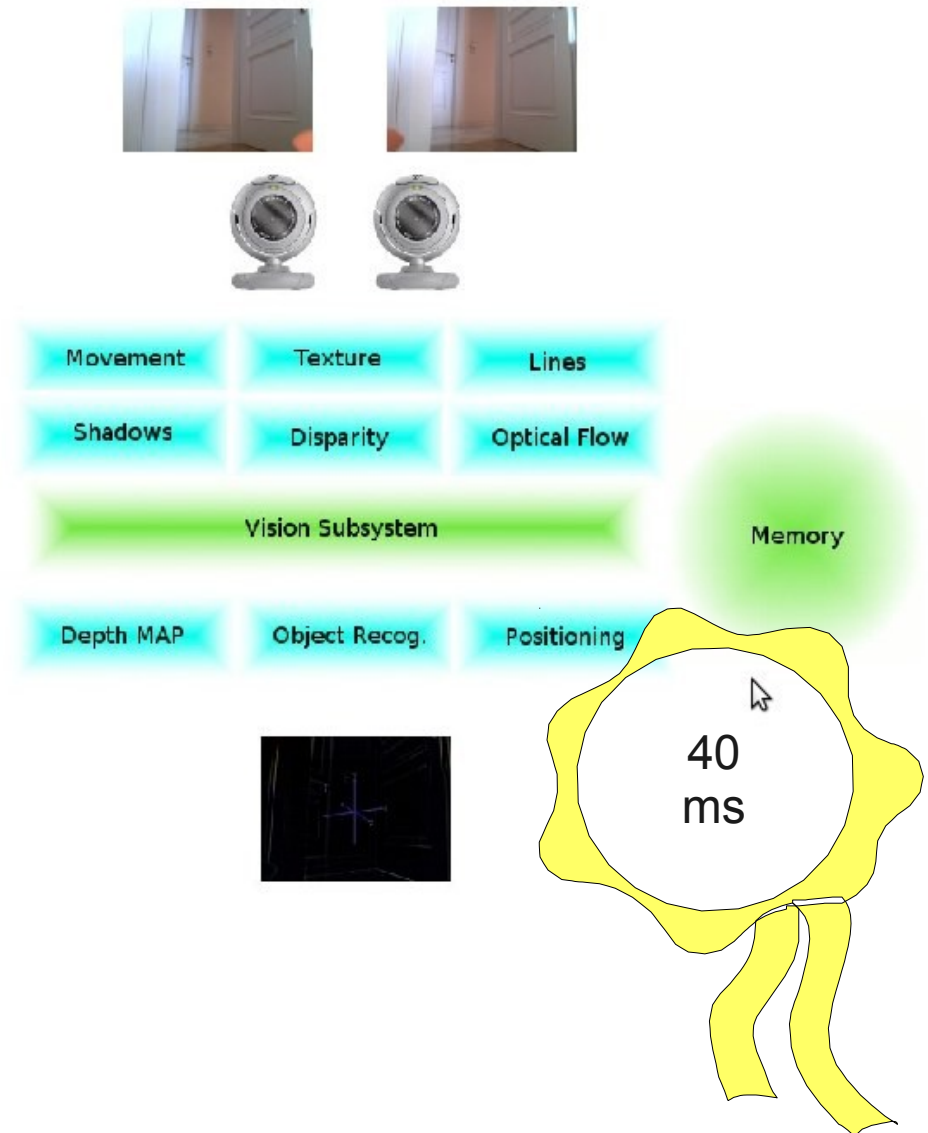 Movement
Texture
Lines
Shadows
Disparity
Optical Flow
Vision Subsystem
Memory
Depth MAP
Object Recog.
Positioning
40
ms